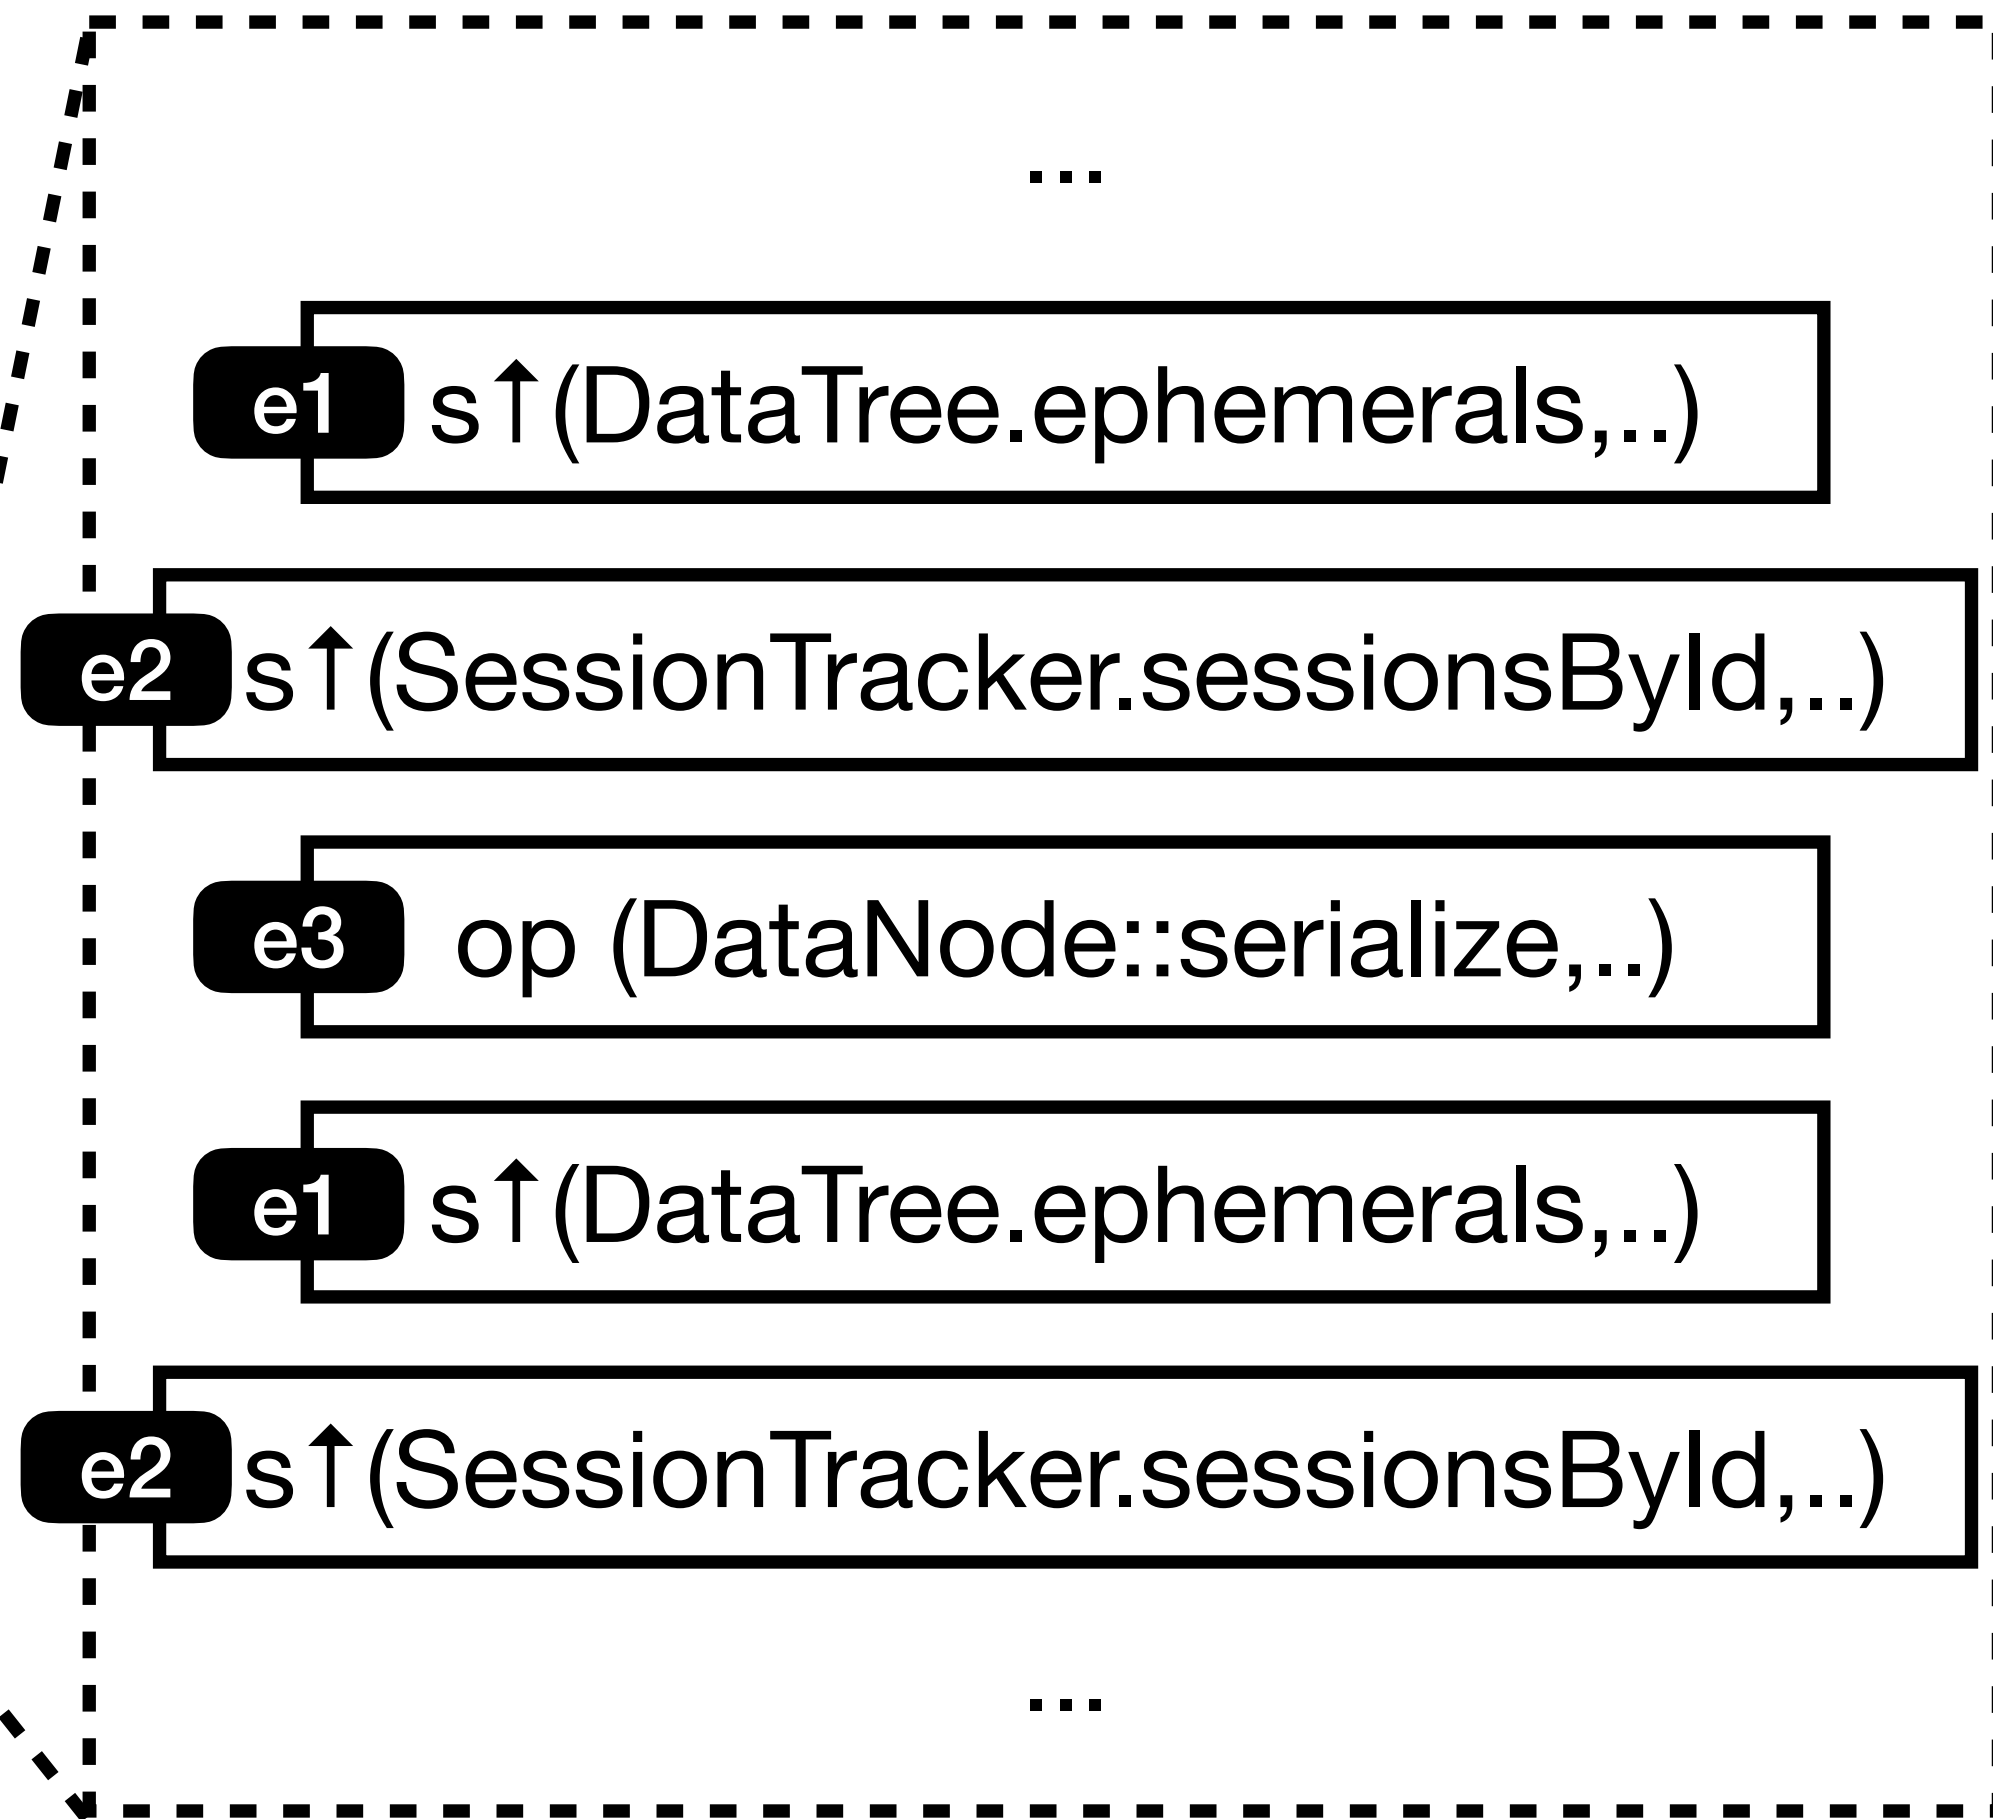 ...
e1 s↑(DataTree.ephemerals,..)
e2 s↑(SessionTracker.sessionsById,..)
e3 op (DataNode::serialize,..)
e1 s↑(DataTree.ephemerals,..)
e2 s↑(SessionTracker.sessionsById,..)
...